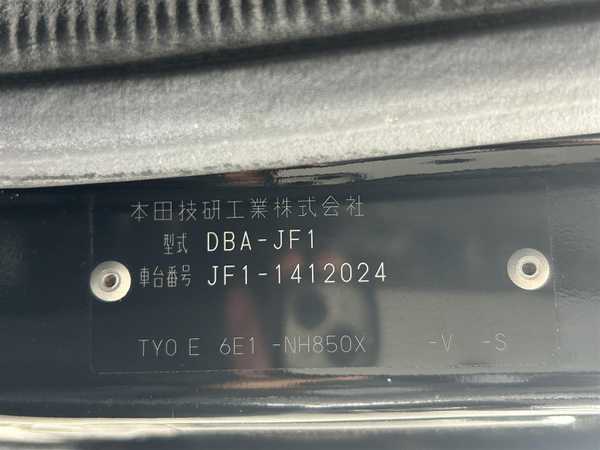 本田技研工業株式会社
型式 DBA-JF1
車台番号 JF1-1412024
TYO E 6E1 -NH850X -V -S